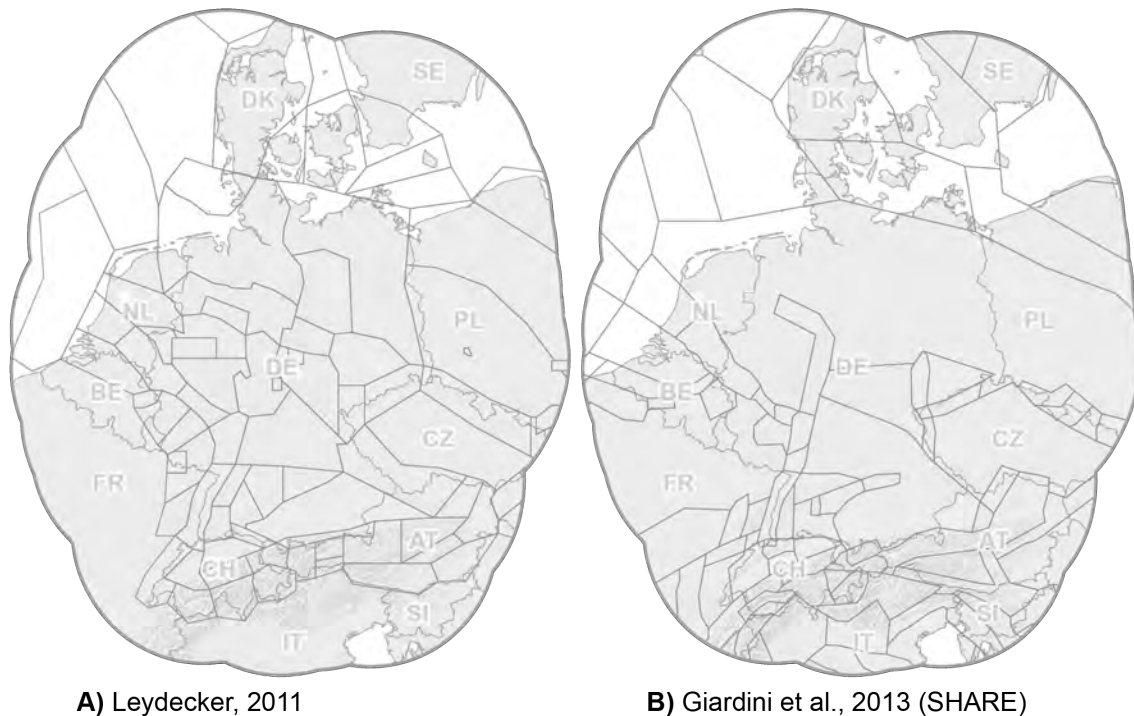 SE SE
DK DK
NL NL
PL PL
DE DE
BE BE
CZ CZ
FR FR
AT AT
CH CH
SI SI
IT IT
A) Leydecker, 2011 B) Giardini et al., 2013 (SHARE)